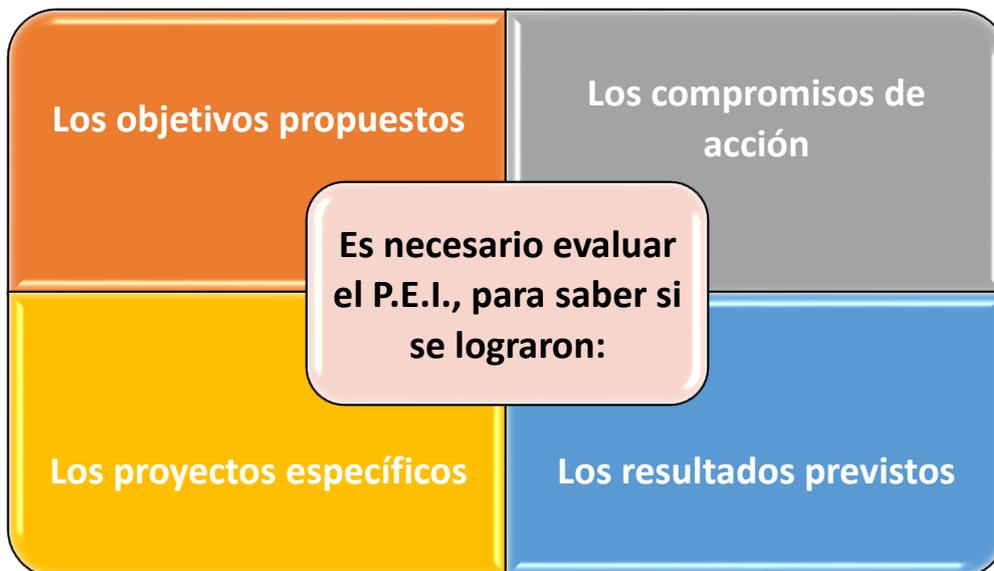 Los objetivos propuestos
Los compromisos de
acción
Es necesario evaluar
el P.E.I., para saber si
se lograron:
Los proyectos específicos
Los resultados previstos